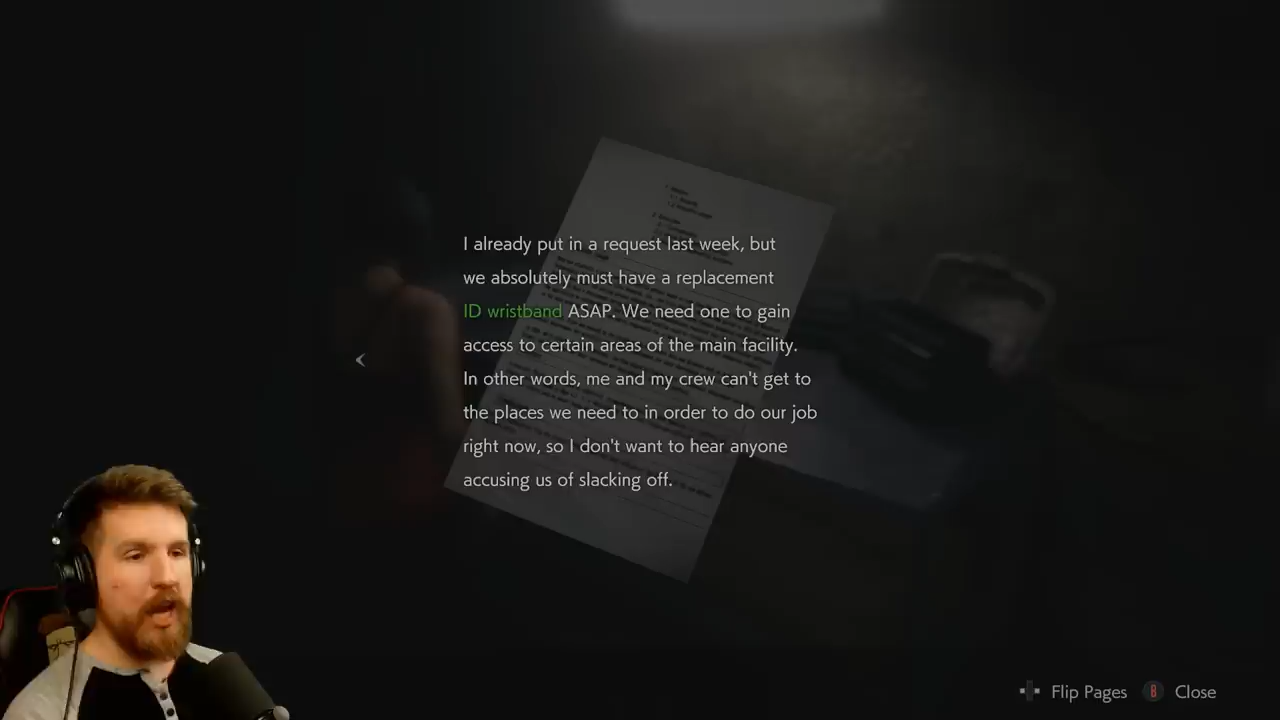 I already put in a request last week, but
we absolutely must have a replacement
ID wristband ASAP. We need one to gain
access to certain areas of the main facility.
In other words, me and my crew can't get to
the places we need to in order to do our job
right now, so I don't want to hear anyone
accusing us of slacking off.
Flip Pages B Close